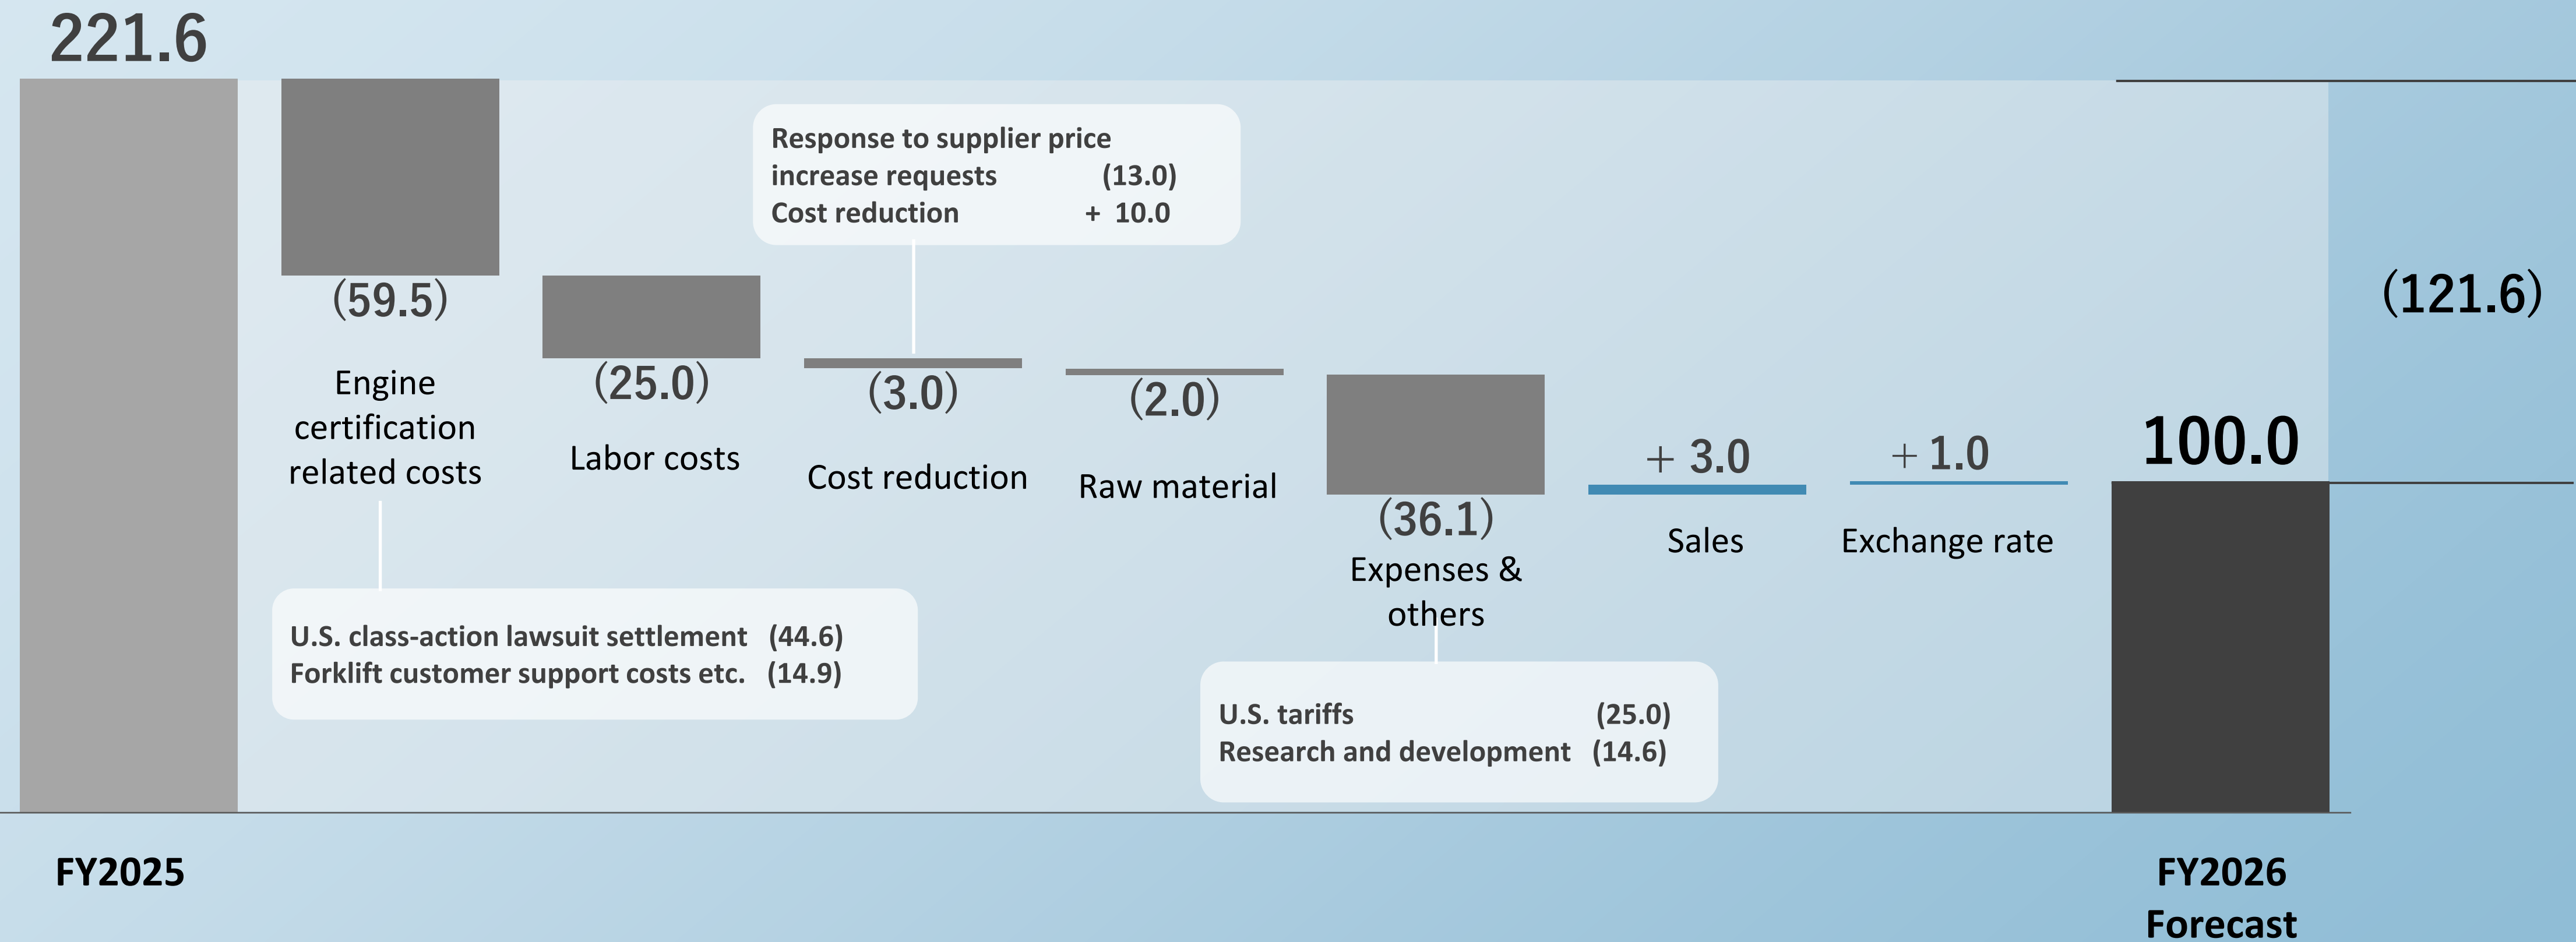 221.6
(59.5)
Engine
certification
related costs
U.S. class-action lawsuit settlement (44.6)
Forklift customer support costs etc. (14.9)
(25.0)
Labor costs
Response to supplier price
increase requests (13.0)
Cost reduction + 10.0
(3.0)
Cost reduction
(2.0)
Raw material
(36.1)
Expenses &
others
U.S. tariffs (25.0)
Research and development (14.6)
+ 3.0
Sales
+ 1.0
Exchange rate
100.0
(121.6)
FY2025
FY2026
Forecast